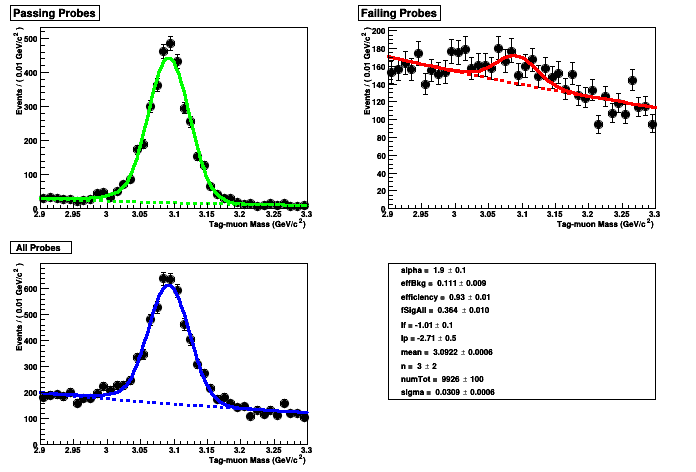 Passing Probes
Events / ( 0.01 GeV/c² )
500
400
300
200
100
0
2.9 2.95 3 3.05 3.1 3.15 3.2 3.25 3.3
Tag-muon Mass (GeV/c²)
Failing Probes
Events / ( 0.01 GeV/c² )
200
180
160
140
120
100
80
60
40
20
0
2.9 2.95 3 3.05 3.1 3.15 3.2 3.25 3.3
Tag-muon Mass (GeV/c²)
All Probes
Events / ( 0.01 GeV/c² )
600
500
400
300
200
100
0
2.9 2.95 3 3.05 3.1 3.15 3.2 3.25 3.3
Tag-muon Mass (GeV/c²)
alpha = 1.9 ± 0.1
effBkg = 0.111 ± 0.009
efficiency = 0.93 ± 0.01
fSigAll = 0.364 ± 0.010
lf = -1.01 ± 0.1
lp = -2.71 ± 0.5
mean = 3.0922 ± 0.0006
n = 3 ± 2
numTot = 9926 ± 100
sigma = 0.0309 ± 0.0006